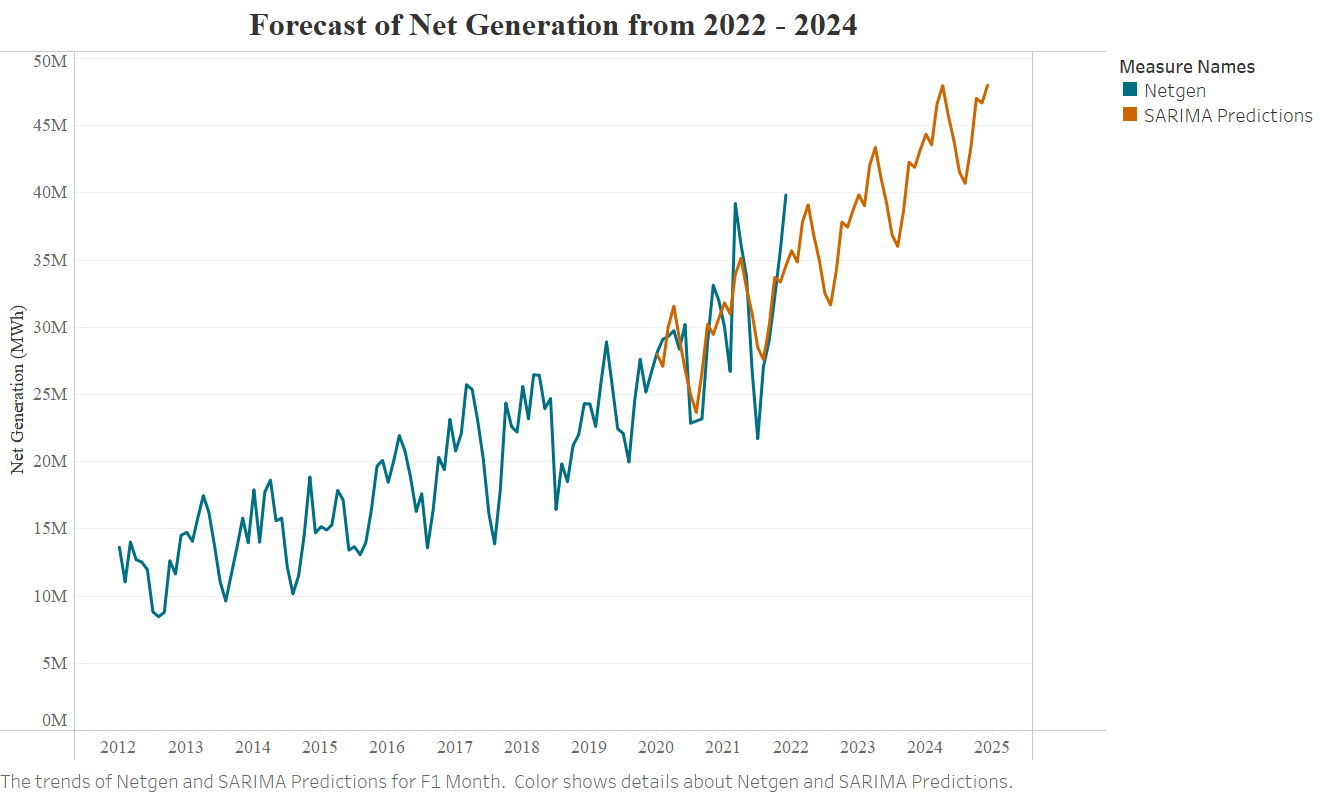 Forecast of Net Generation from 2022 - 2024
Measure Names
Netgen
SARIMA Predictions
Net Generation (MWh)
50M
45M
40M
35M
30M
25M
20M
15M
10M
5M
0M
2012 2013 2014 2015 2016 2017 2018 2019 2020 2021 2022 2023 2024 2025
The trends of Netgen and SARIMA Predictions for F1 Month. Color shows details about Netgen and SARIMA Predictions.